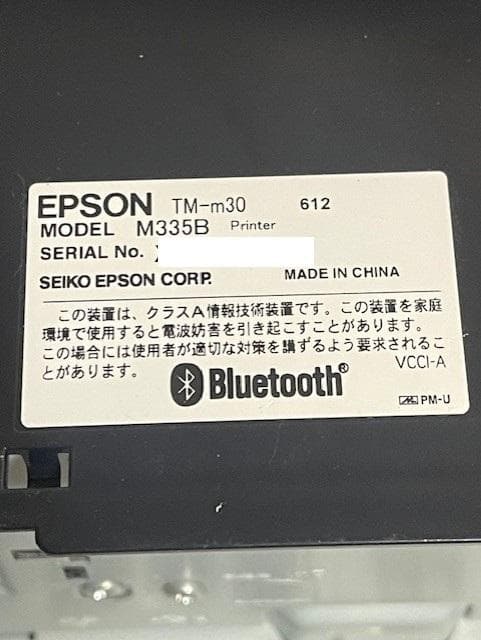 EPSON TM-m30 612
MODEL M335B Printer
SERIAL No.
SEIKO EPSON CORP. MADE IN CHINA
この装置は、クラスA情報技術装置です。この装置を家庭
環境で使用すると電波妨害を引き起こすことがあります。
この場合には使用者が適切な対策を講ずるよう要求されるこ
とがあります。 VCCI-A
Bluetooth®
PM-U